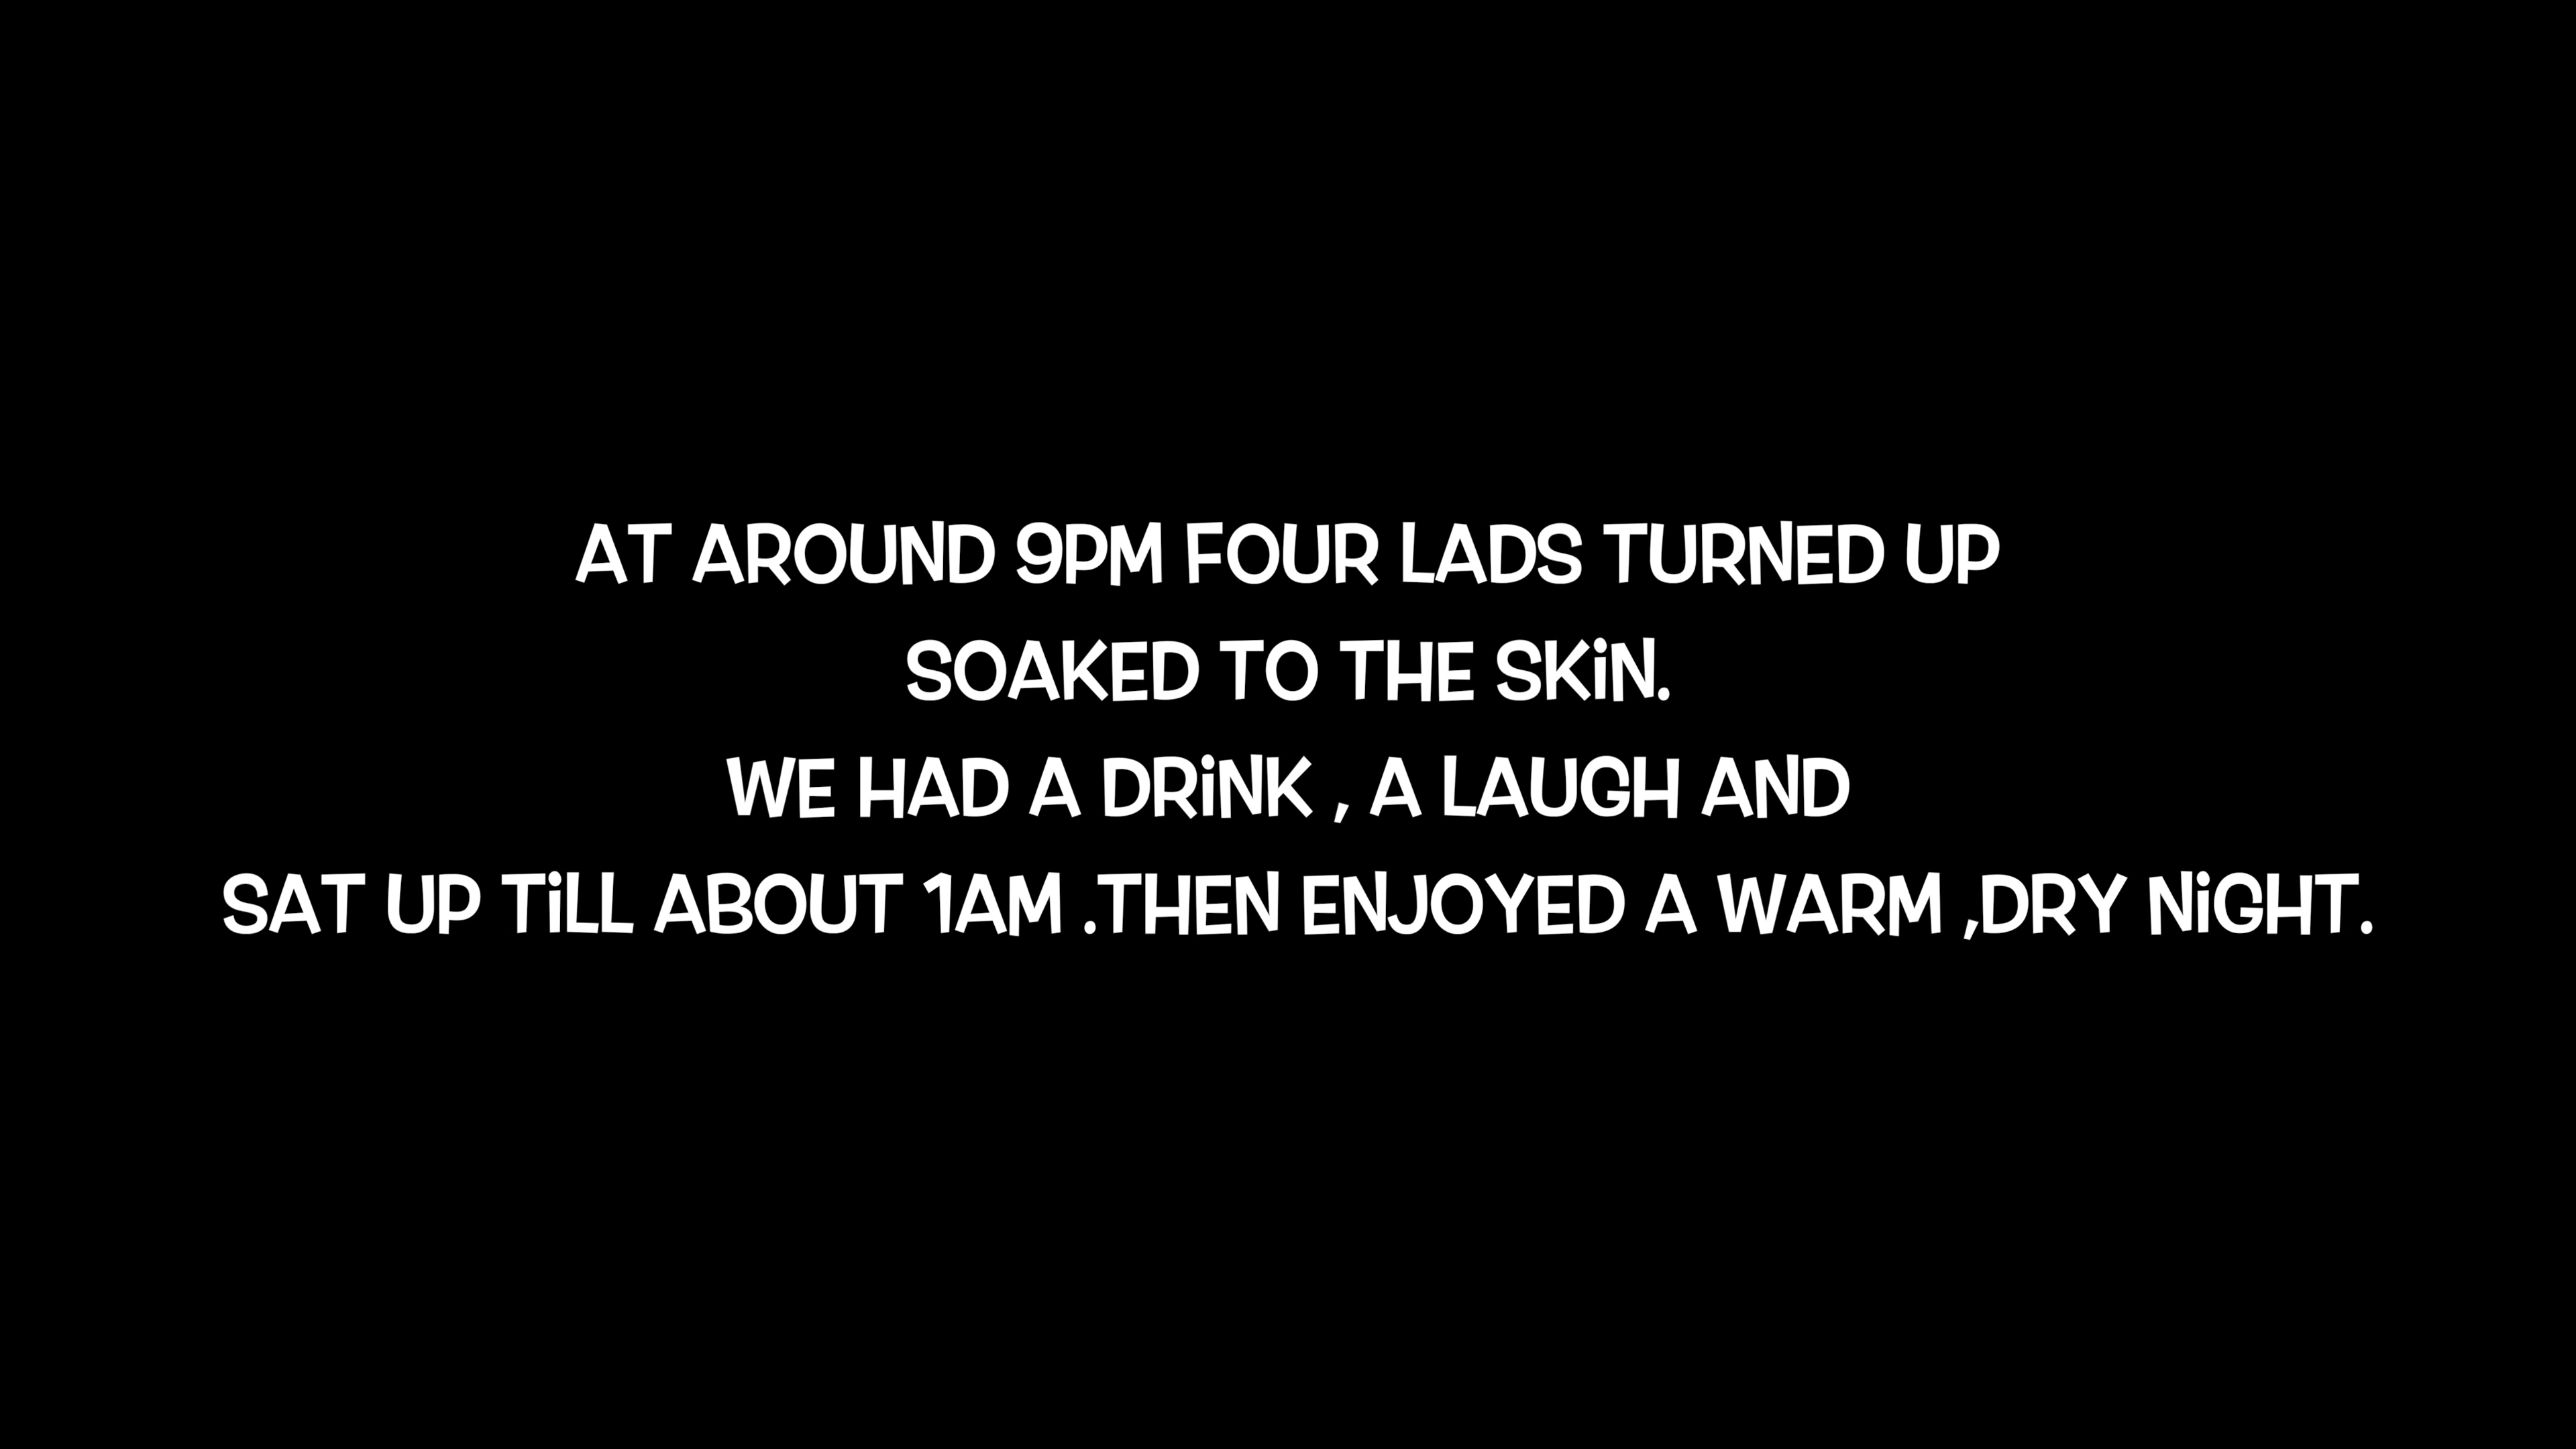 AT AROUND 9PM FOUR LADS TURNED UP
SOAKED TO THE SKiN.
WE HAD A DRiNK , A LAUGH AND
SAT UP TiLL ABOUT 1AM .THEN ENJOYED A WARM ,DRY NiGHT.